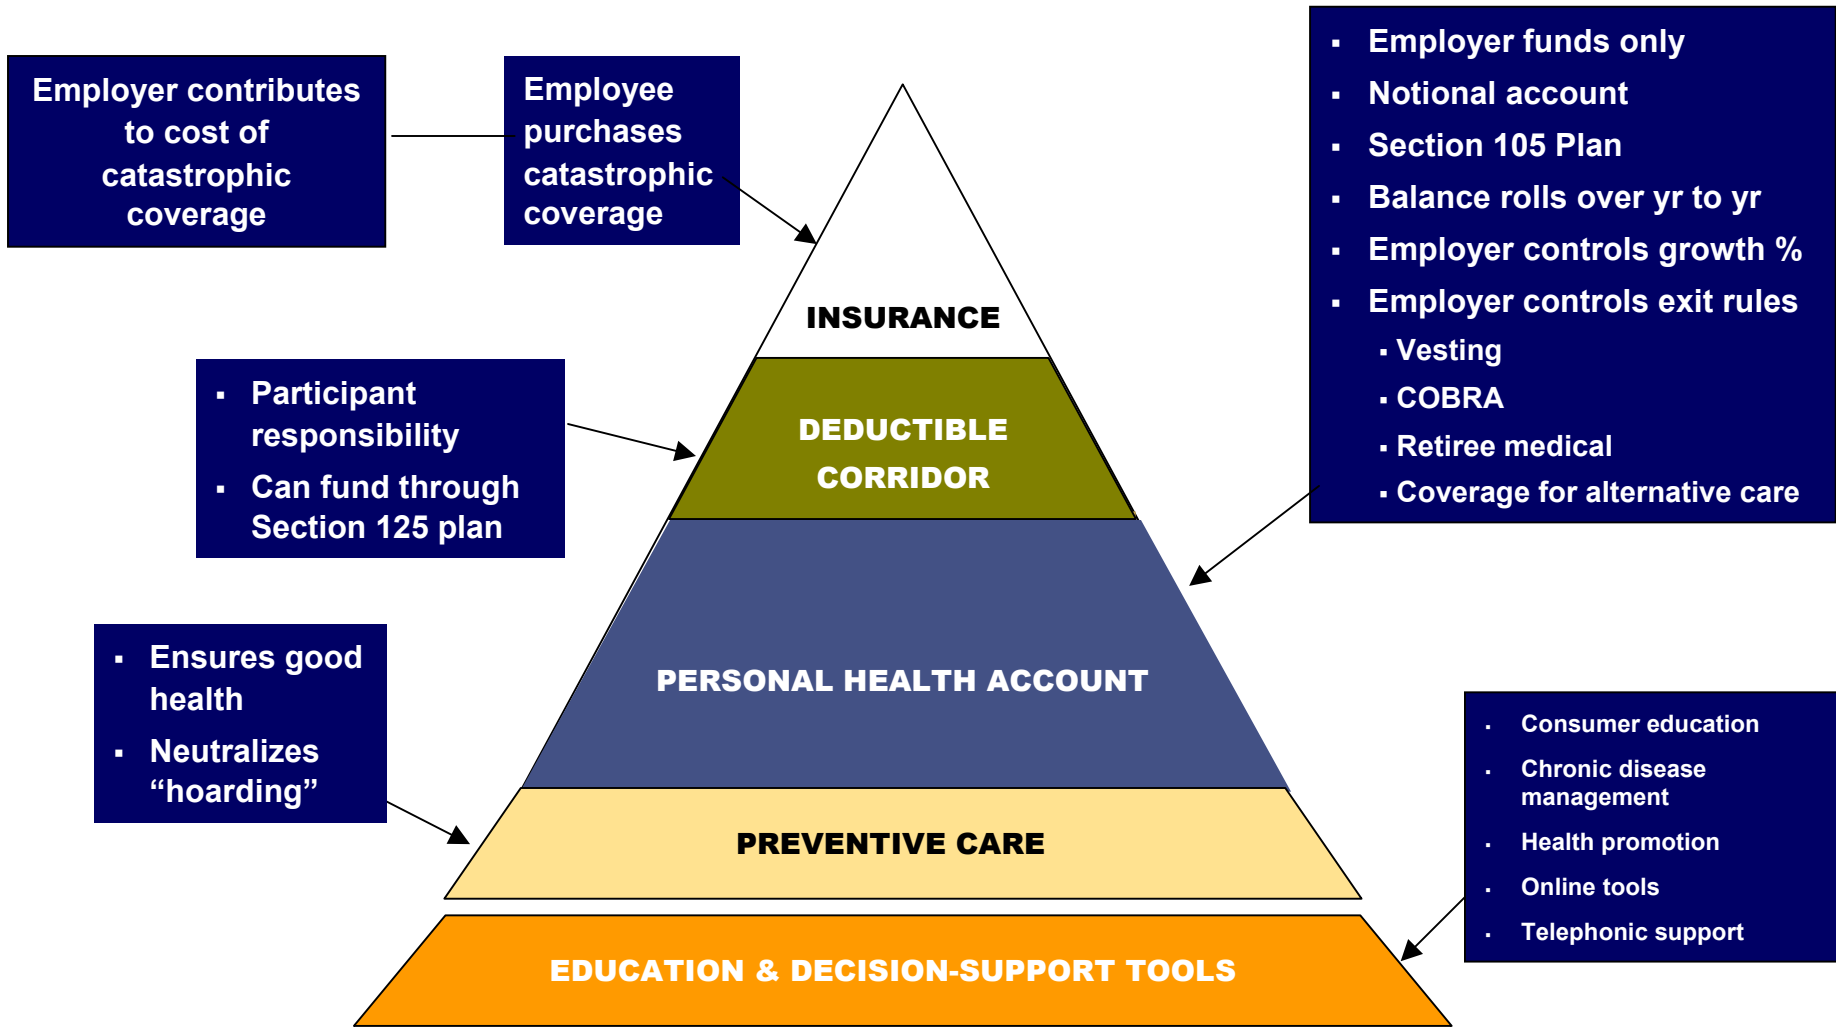 Employer contributes
to cost of
catastrophic
coverage
Employee
purchases
catastrophic
coverage
▪ Employer funds only
▪ Notional account
▪ Section 105 Plan
▪ Balance rolls over yr to yr
▪ Employer controls growth %
▪ Employer controls exit rules
▪ Vesting
▪ COBRA
▪ Retiree medical
▪ Coverage for alternative care
INSURANCE
▪ Participant
responsibility
▪ Can fund through
Section 125 plan
DEDUCTIBLE
CORRIDOR
▪ Ensures good
health
▪ Neutralizes
“hoarding”
PERSONAL HEALTH ACCOUNT
▪ Consumer education
▪ Chronic disease
management
▪ Health promotion
▪ Online tools
▪ Telephonic support
PREVENTIVE CARE
EDUCATION & DECISION-SUPPORT TOOLS